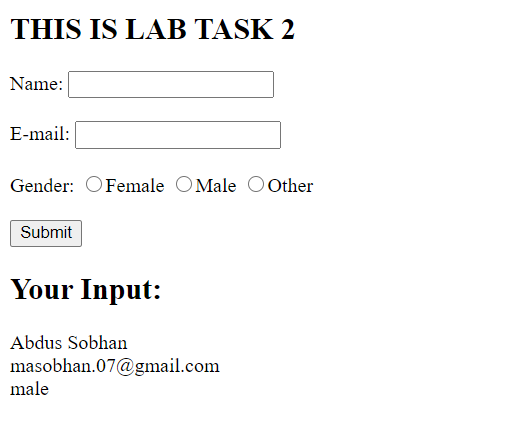 THIS IS LAB TASK 2
Name:
E-mail:
Gender: Female Male Other
Submit
Your Input:
Abdus Sobhan
masobhan.07@gmail.com
male